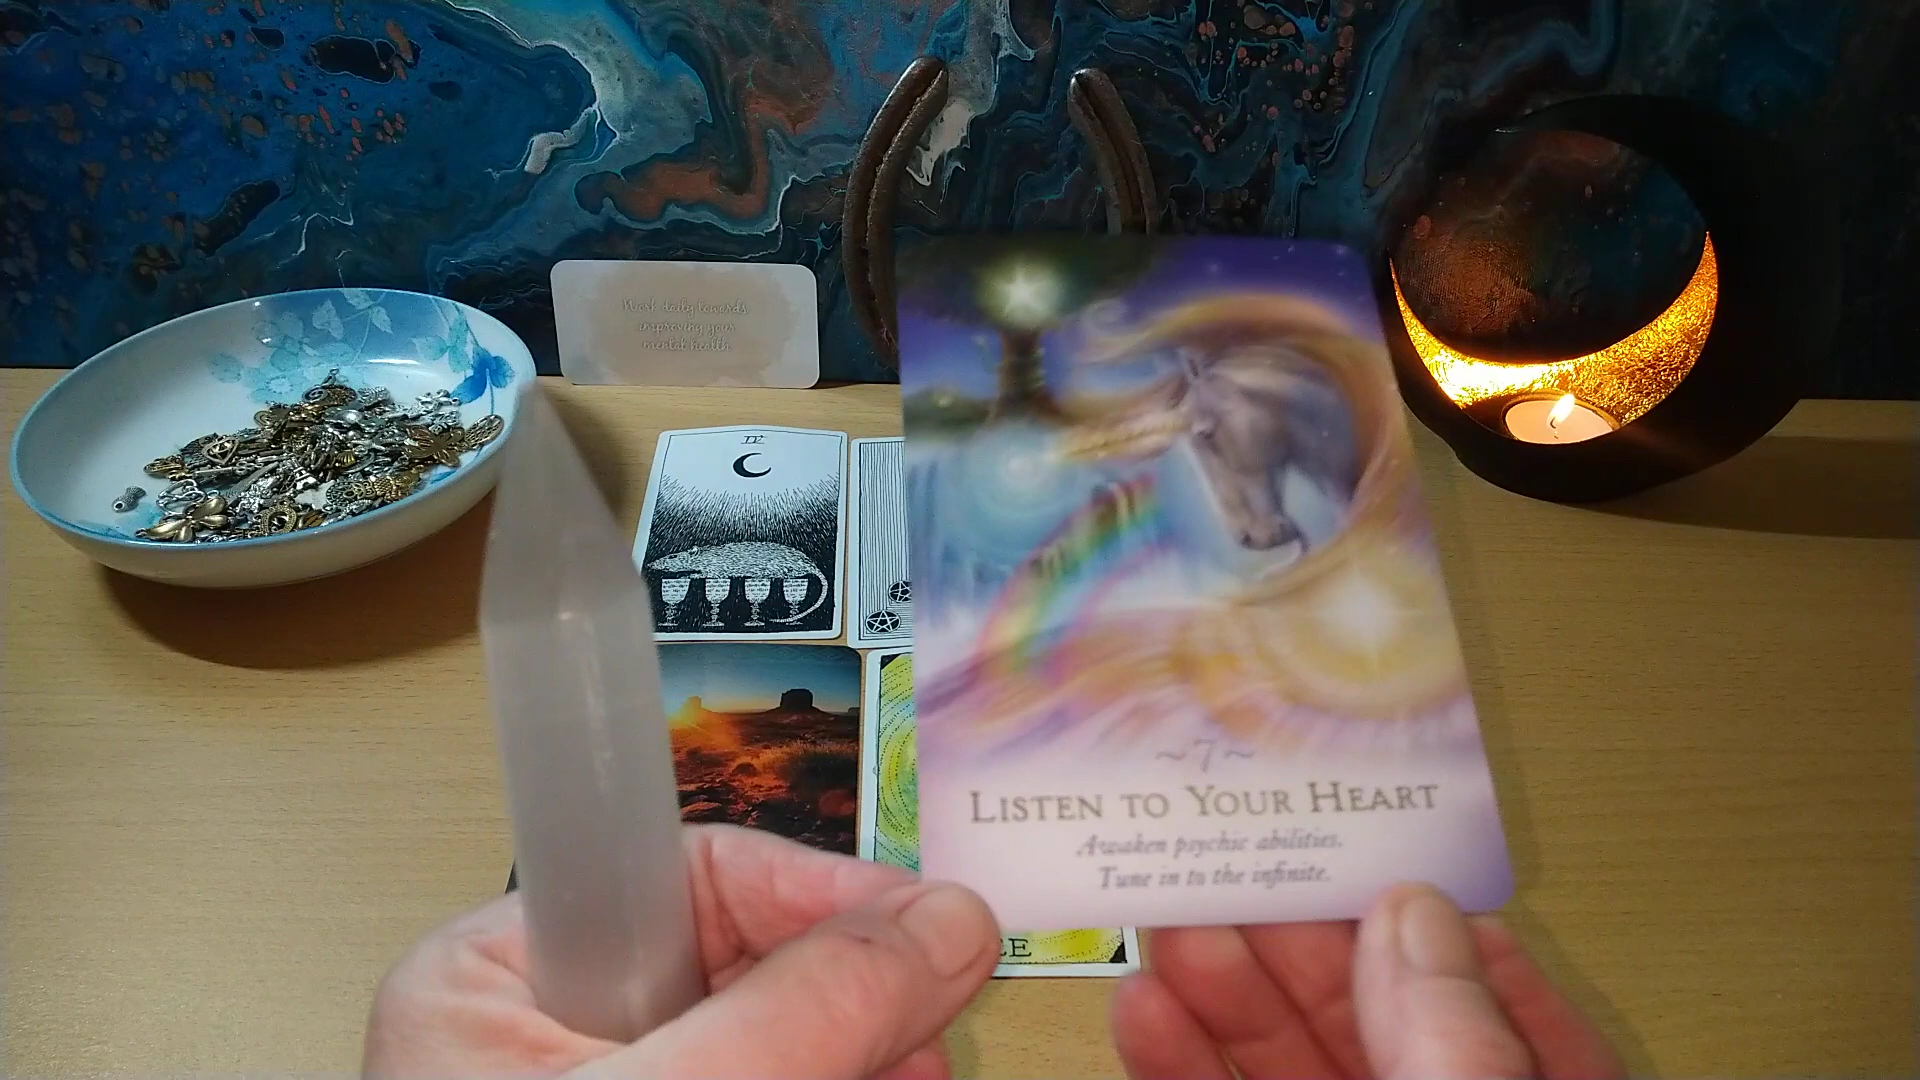 Work daily towards
improving your
mental health
IV
~7~
LISTEN TO YOUR HEART
Awaken psychic abilities.
Tune in to the infinite.
EE